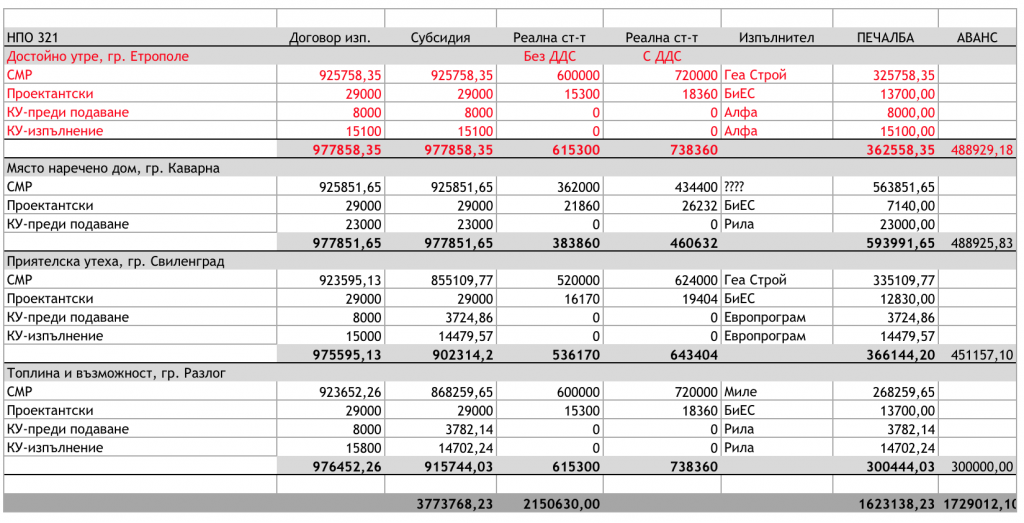 НПО 321 Договор изп. Субсидия Реална ст-т Реална ст-т Изпълнител ПЕЧАЛБА АВАНС
Достойно утре, гр. Етрополе Без ДДС С ДДС
СМР 925758,35 925758,35 600000 720000 Геа Строй 325758,35
Проектантски 29000 29000 15300 18360 БиЕС 13700,00
КУ-преди подаване 8000 8000 0 0 Алфа 8000,00
КУ-изпълнение 15100 15100 0 0 Алфа 15100,00
977858,35 977858,35 615300 738360 362558,35 488929,18
Място наречено дом, гр. Каварна
СМР 925851,65 925851,65 362000 434400 ???? 563851,65
Проектантски 29000 29000 21860 26232 БиЕС 7140,00
КУ-преди подаване 23000 23000 0 0 Рила 23000,00
977851,65 977851,65 383860 460632 593991,65 488925,83
Приятелска утеха, гр. Свиленград
СМР 923595,13 855109,77 520000 624000 Геа Строй 335109,77
Проектантски 29000 29000 16170 19404 БиЕС 12830,00
КУ-преди подаване 8000 3724,86 0 0 Европрограм 3724,86
КУ-изпълнение 15000 14479,57 0 0 Европрограм 14479,57
975595,13 902314,2 536170 643404 366144,20 451157,10
Топлина и възможност, гр. Разлог
СМР 923652,26 868259,65 600000 720000 Миле 268259,65
Проектантски 29000 29000 15300 18360 БиЕС 13700,00
КУ-преди подаване 8000 3782,14 0 0 Рила 3782,14
КУ-изпълнение 15800 14702,24 0 0 Рила 14702,24
976452,26 915744,03 615300 738360 300444,03 300000,00
3773768,23 2150630,00 1623138,23 1729012,10